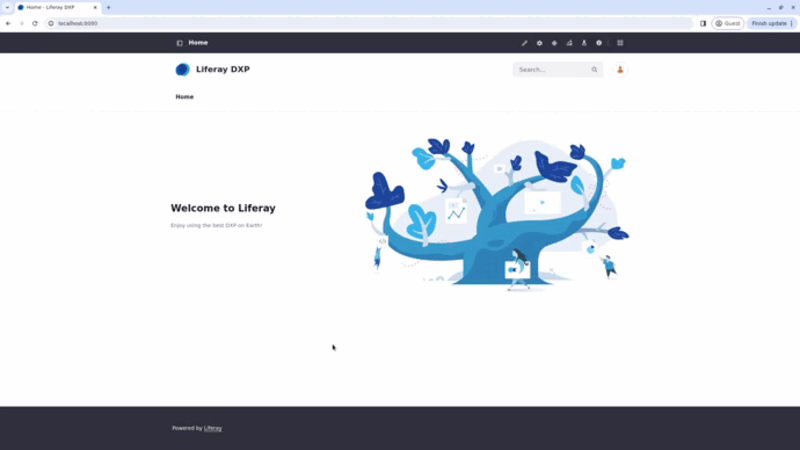 Home - Liferay DXP
localhost:8080
Guest
Finish update
Home
Liferay DXP
Search...
Home
Welcome to Liferay
Enjoy using the best DXP on Earth!
Powered by Liferay